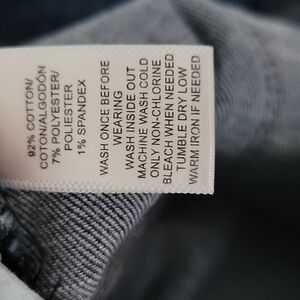 92% COTTON/
COTON/ALGODÓN
7% POLYESTER/
POLIESTER
1% SPANDEX
WASH ONCE BEFORE
WEARING
WASH INSIDE OUT
MACHINE WASH COLD
ONLY NON-CHLORINE
BLEACH WHEN NEEDED
TUMBLE DRY LOW
WARM IRON IF NEEDED